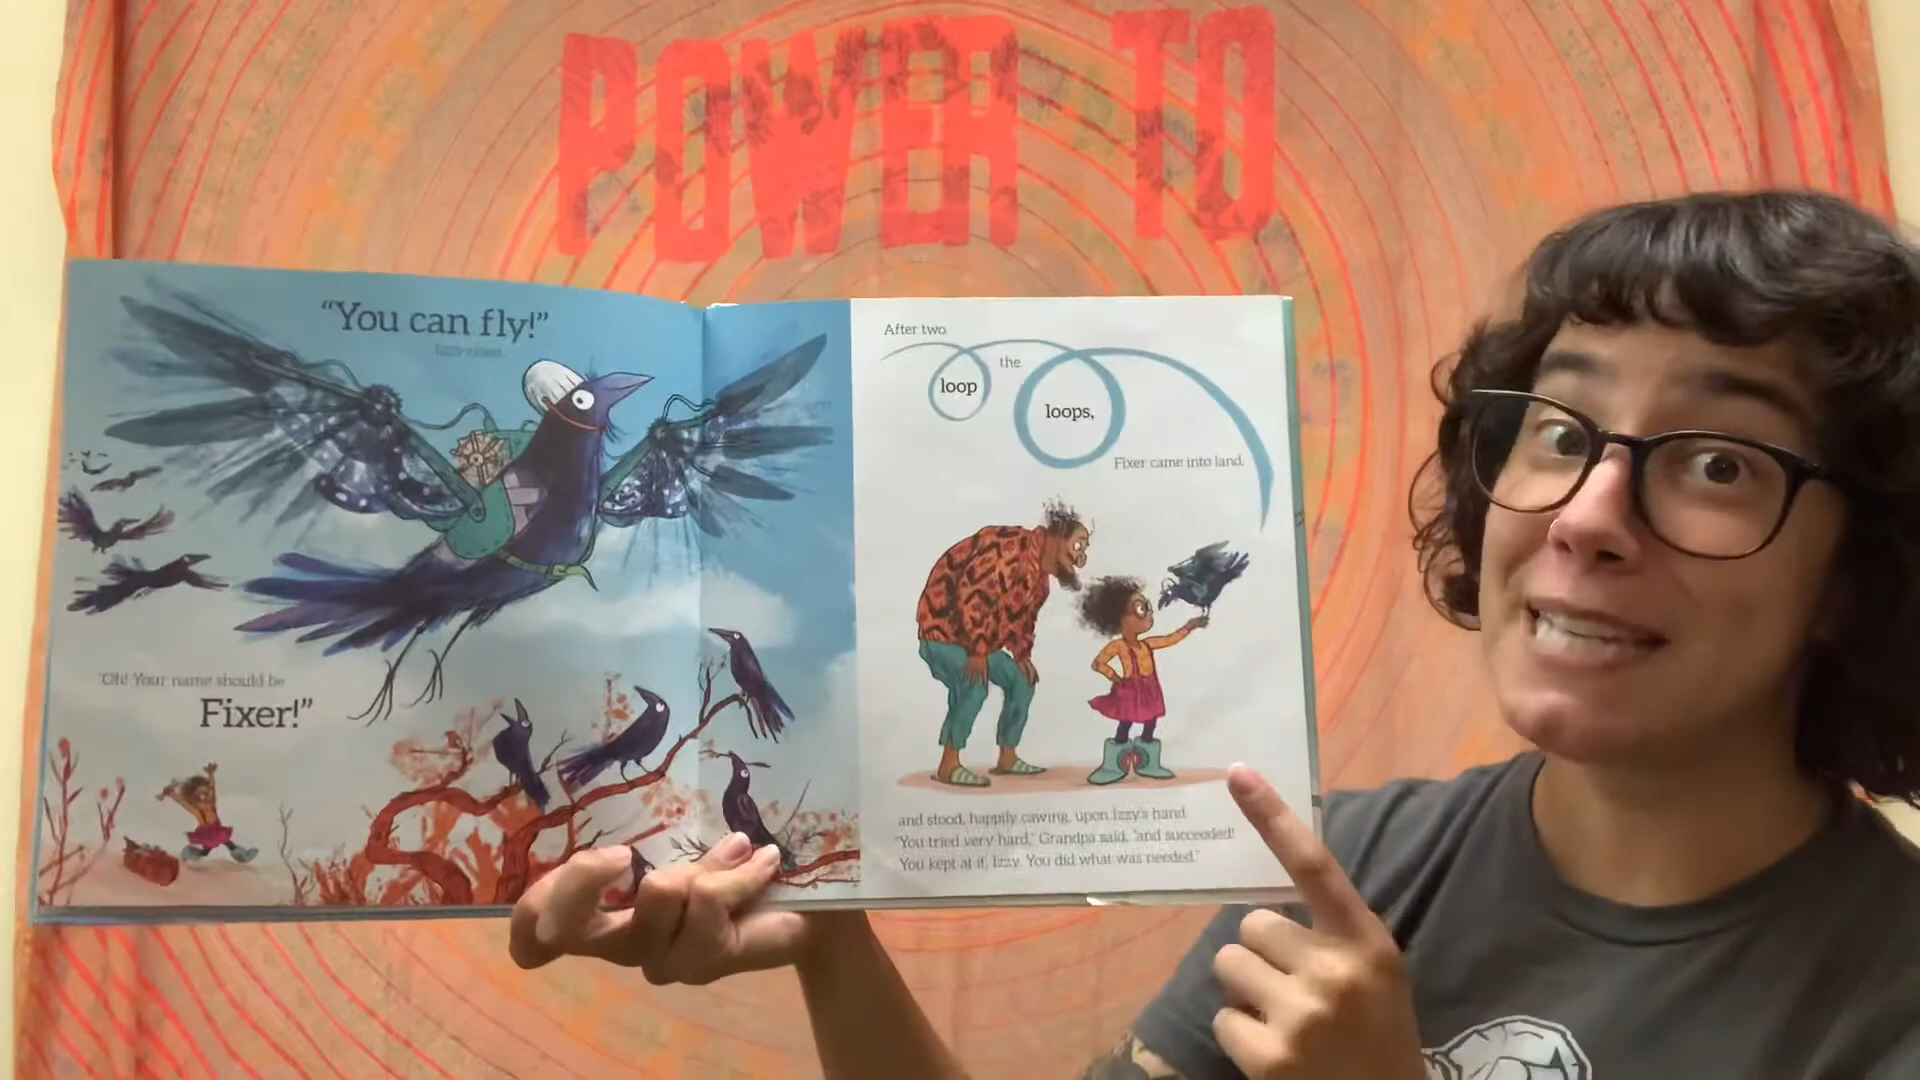 POWER TO
“You can fly!”
Izzy cried.
“Oh! Your name should be
Fixer!”
After two
loop
the
loops,
Fixer came into land.
and stood, happily cawing, upon Izzy's hand.
“You tried very hard,” Grandpa said, “and succeeded!
You kept at it, Izzy. You did what was needed.”